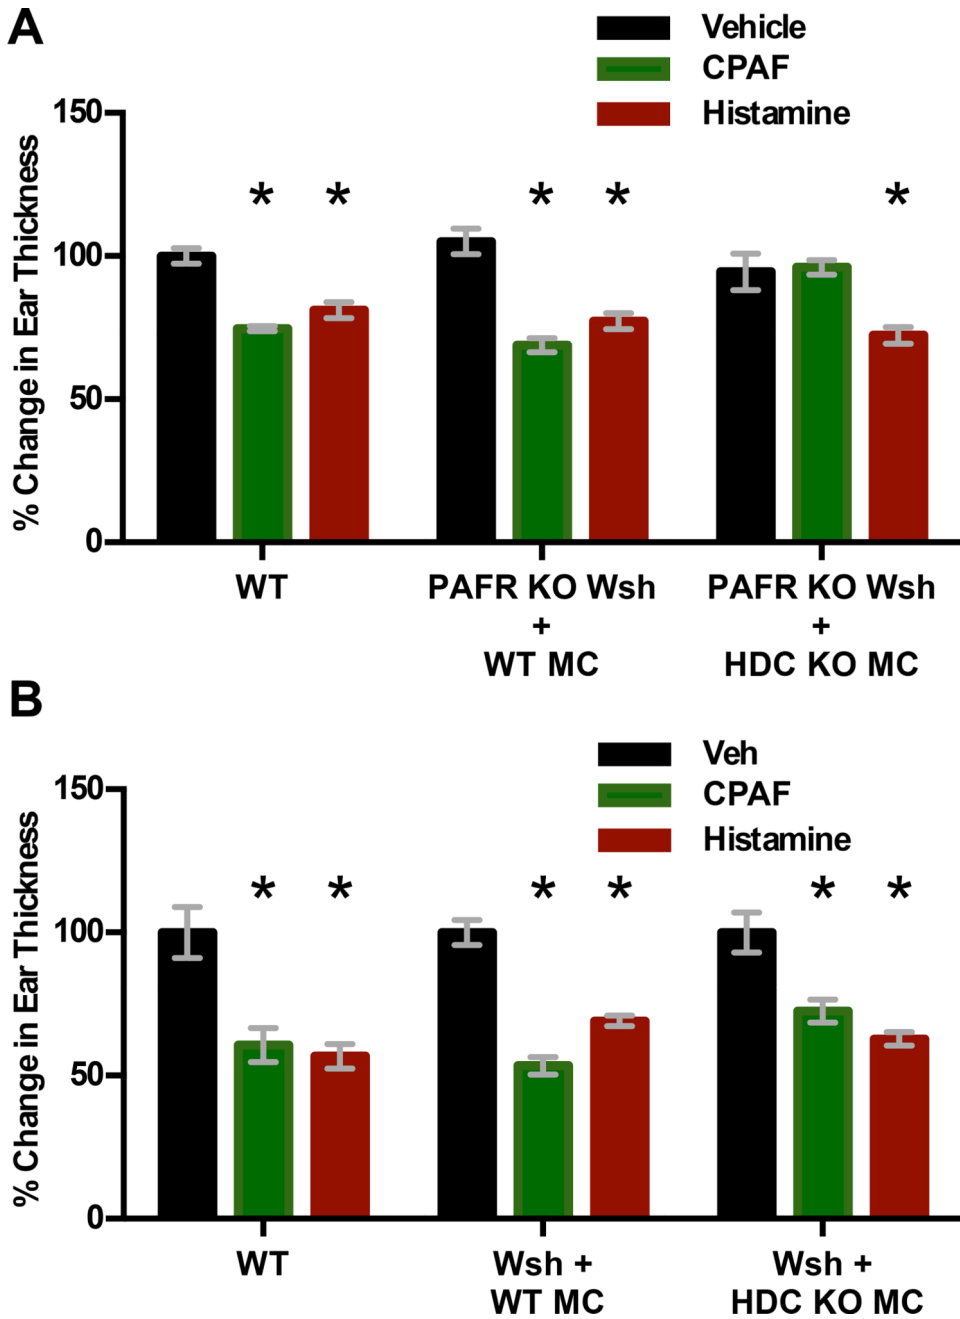 A
Vehicle
CPAF
Histamine
% Change in Ear Thickness
150
100
50
0
* * * * *
WT
PAFR KO Wsh
+
WT MC
PAFR KO Wsh
+
HDC KO MC
B
Veh
CPAF
Histamine
% Change in Ear Thickness
150
100
50
0
* * * * * *
WT
Wsh +
WT MC
Wsh +
HDC KO MC